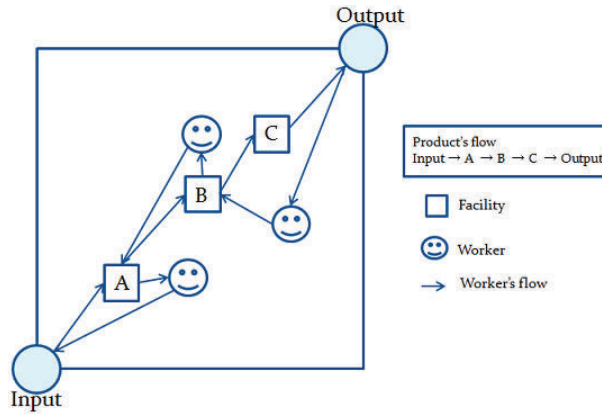 Output
C
B
A
Input
Product's flow
Input → A → B → C → Output
Facility
Worker
Worker's flow